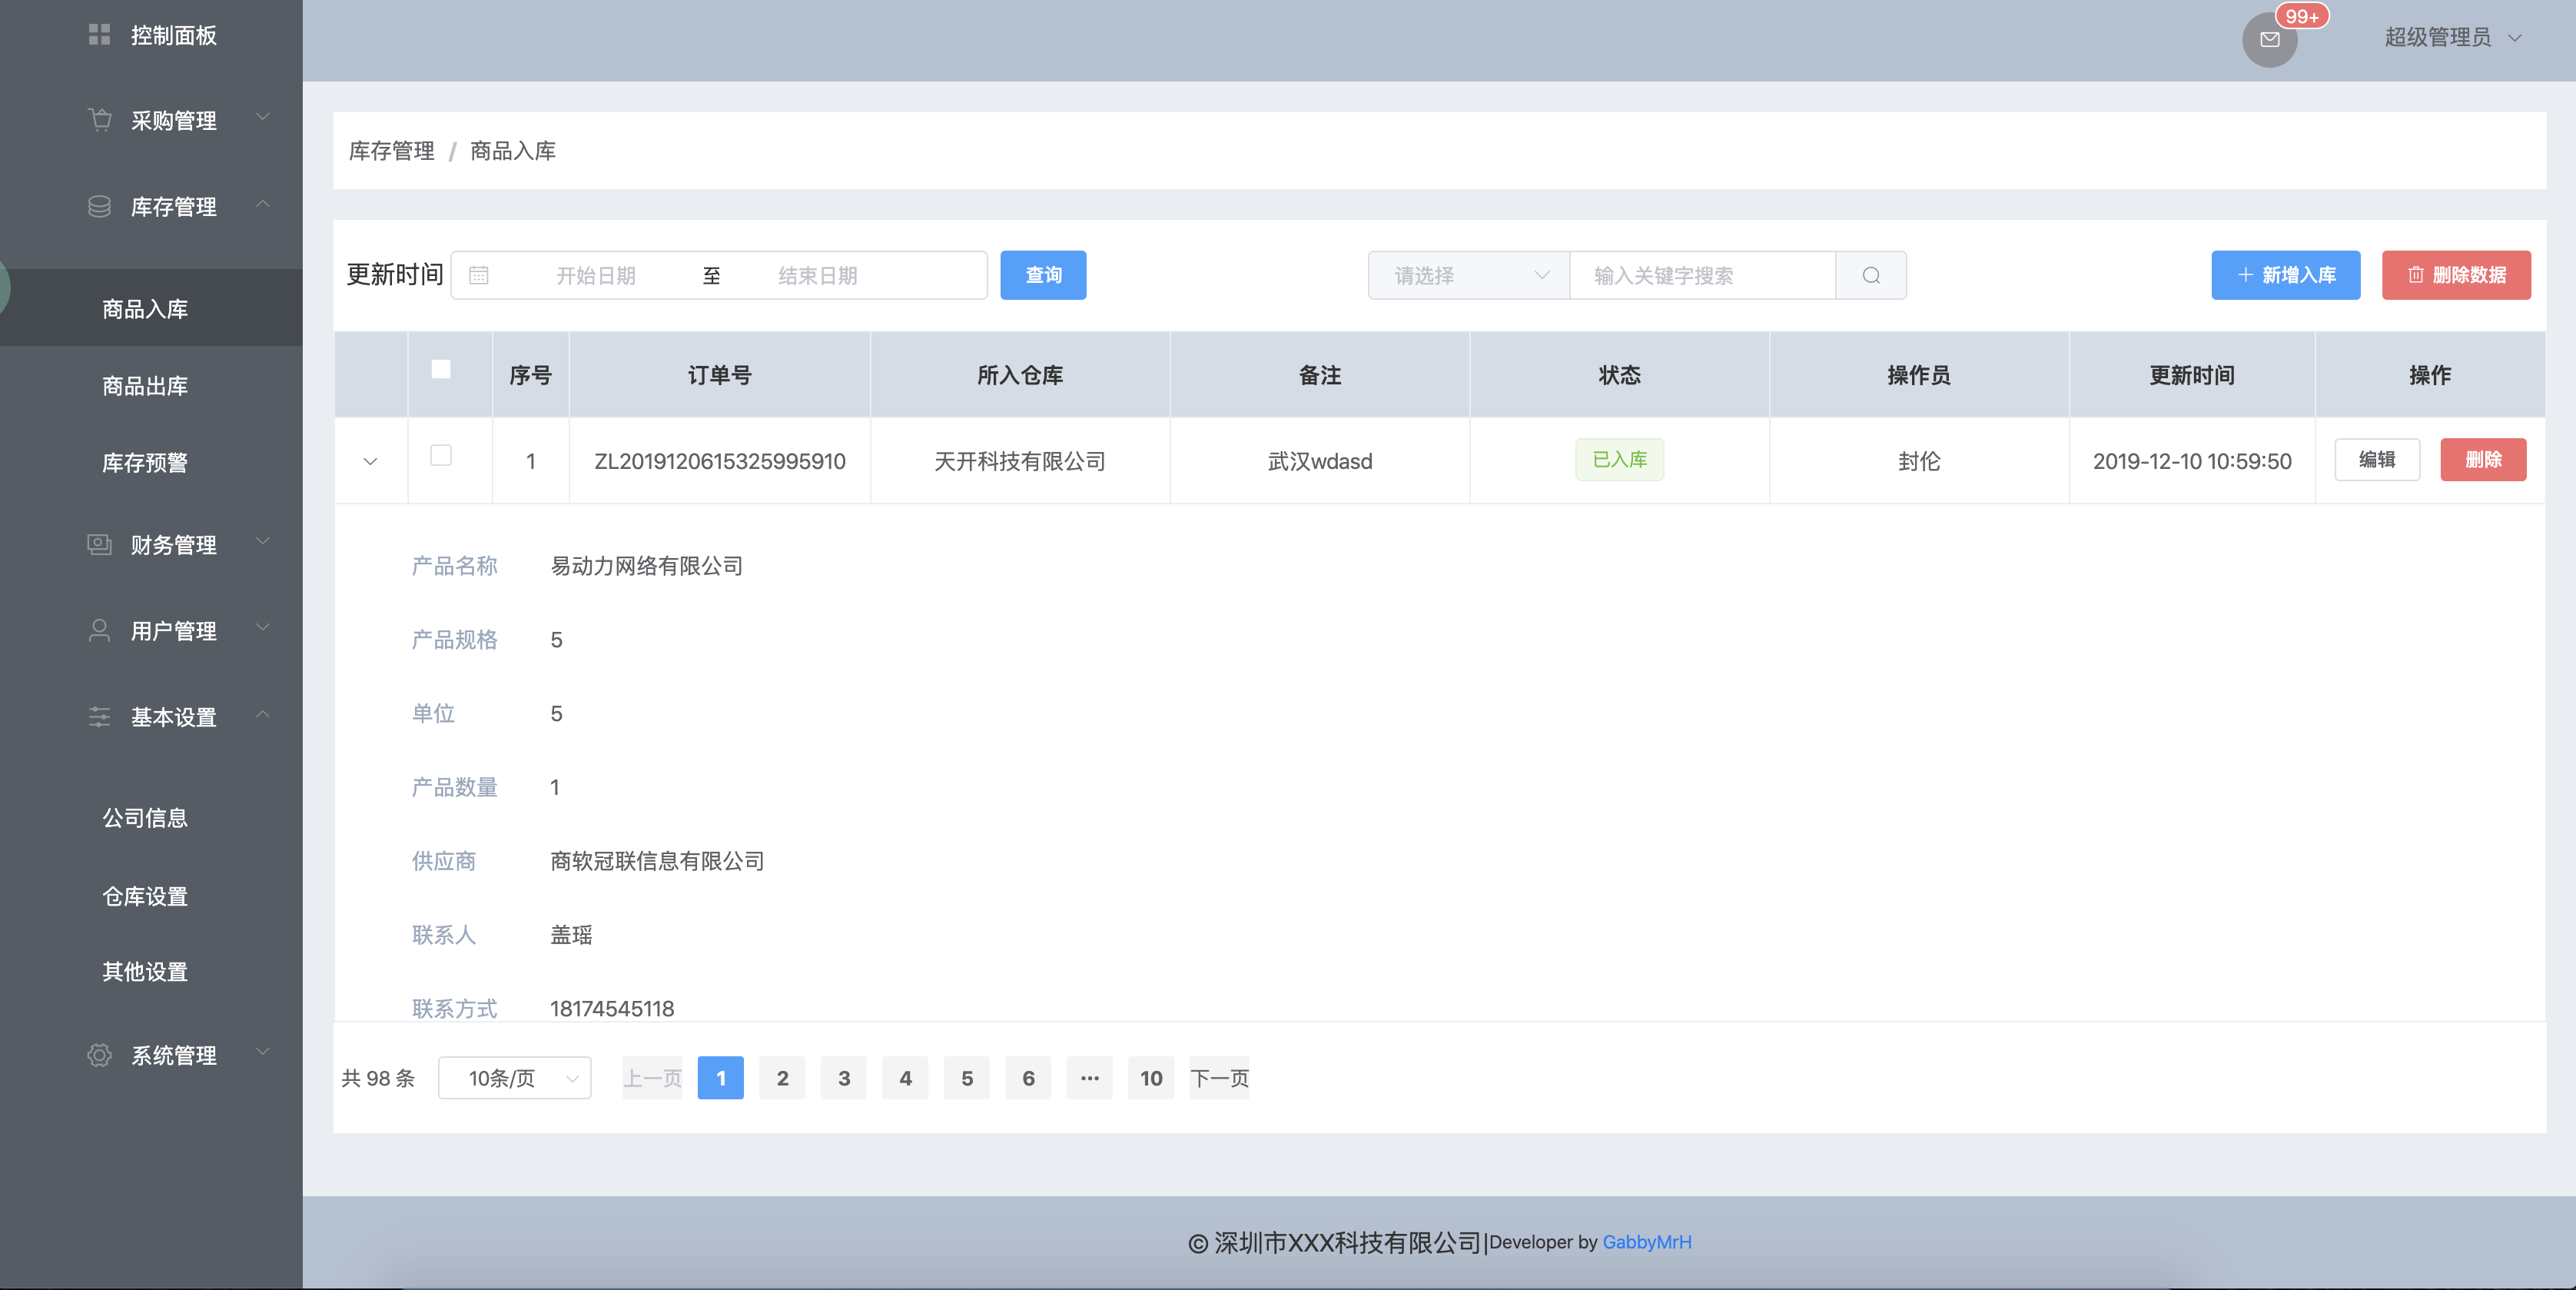 控制面板
采购管理
库存管理
商品入库
商品出库
库存预警
财务管理
用户管理
基本设置
公司信息
仓库设置
其他设置
系统管理
99+
超级管理员
库存管理 / 商品入库
更新时间 开始日期 至 结束日期 查询 请选择 输入关键字搜索 新增入库 删除数据
序号 订单号 所入仓库 备注 状态 操作员 更新时间 操作
1 ZL2019120615325995910 天开科技有限公司 武汉wdasd 已入库 封伦 2019-12-10 10:59:50 编辑 删除
产品名称 易动力网络有限公司
产品规格 5
单位 5
产品数量 1
供应商 商软冠联信息有限公司
联系人 盖瑶
联系方式 18174545118
共 98 条 10条/页 上一页 1 2 3 4 5 6 ··· 10 下一页
© 深圳市XXX科技有限公司|Developer by GabbyMrH